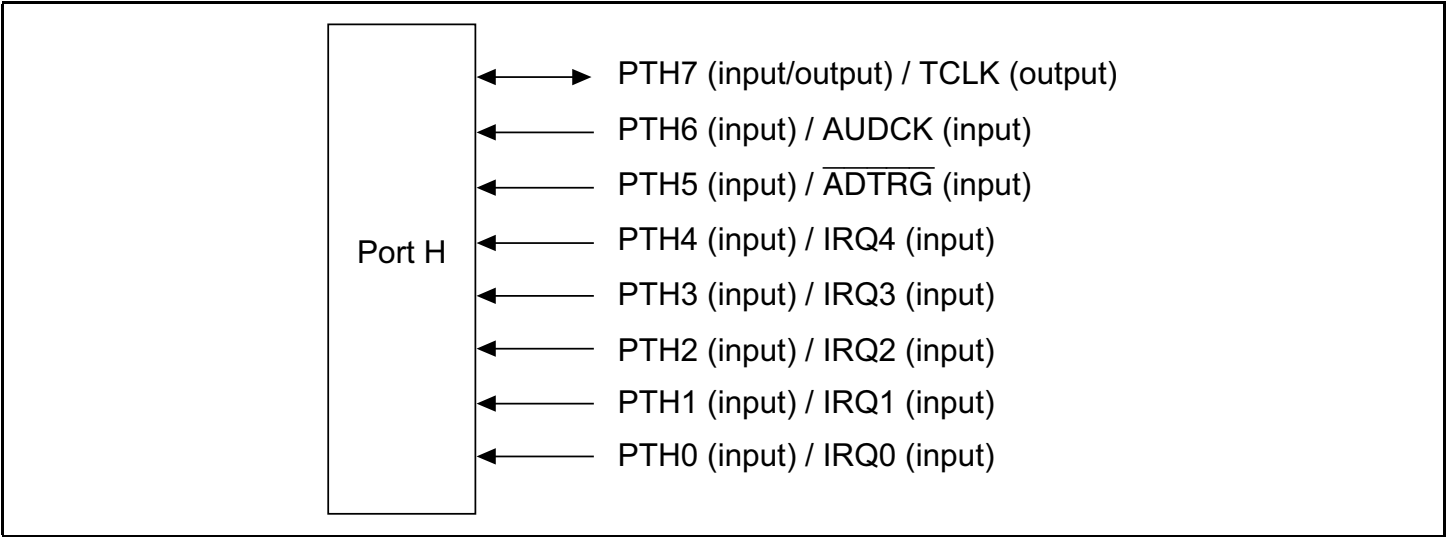 PTH7 (input/output) / TCLK (output)
PTH6 (input) / AUDCK (input)
PTH5 (input) / A̅D̅T̅R̅G̅ (input)
Port H
PTH4 (input) / IRQ4 (input)
PTH3 (input) / IRQ3 (input)
PTH2 (input) / IRQ2 (input)
PTH1 (input) / IRQ1 (input)
PTH0 (input) / IRQ0 (input)